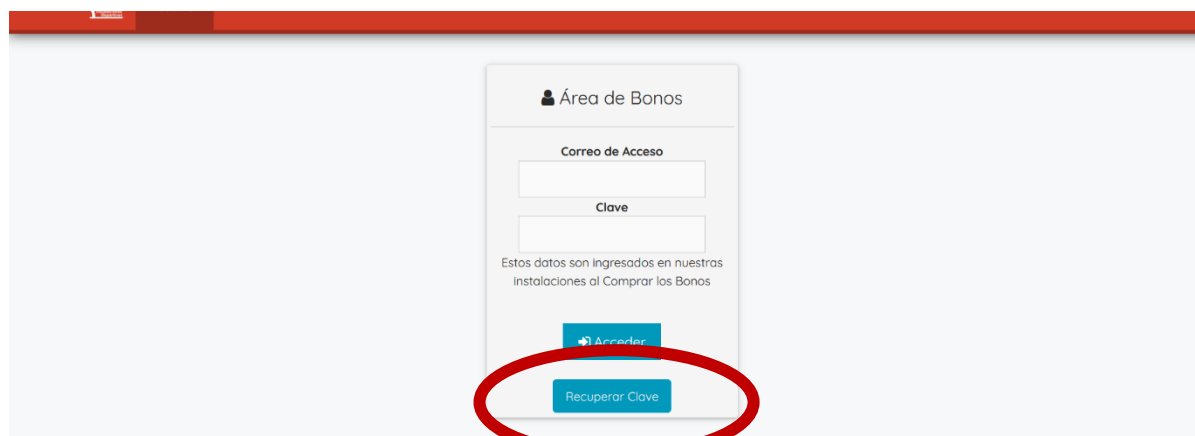 Área de Bonos
Correo de Acceso
Clave
Estos datos son ingresados en nuestras
instalaciones al Comprar los Bonos
Acceder
Recuperar Clave